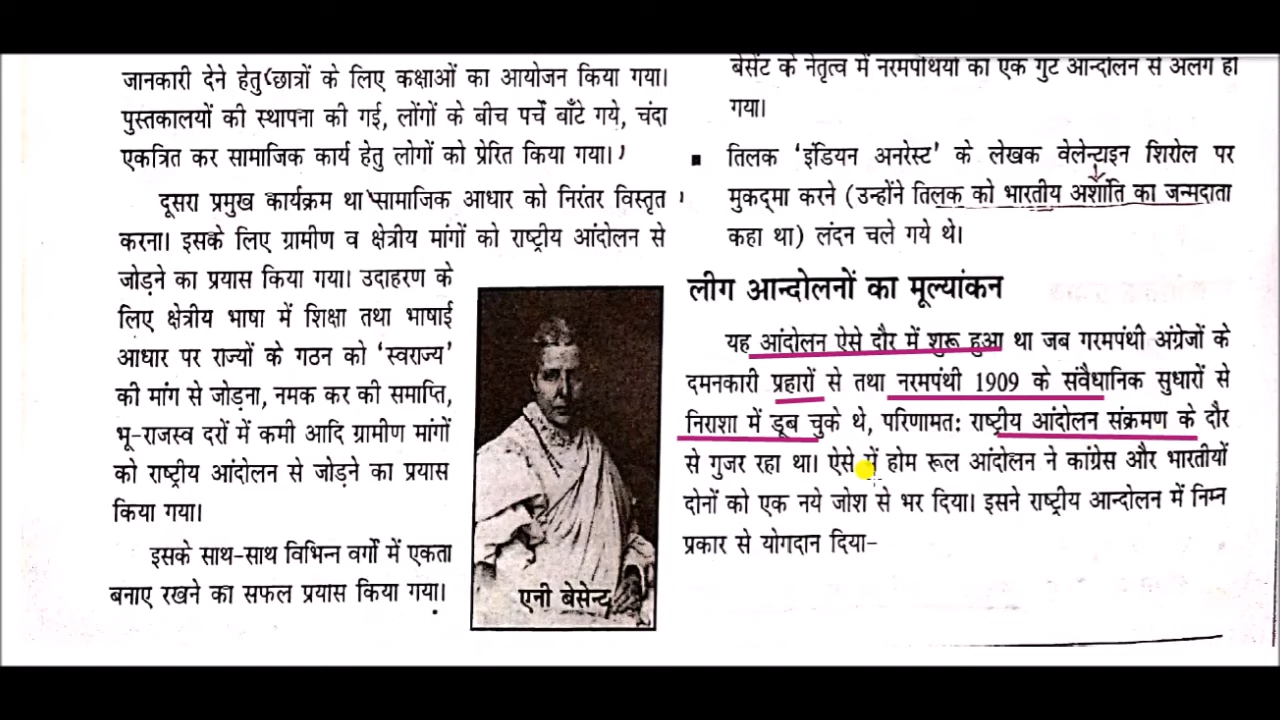 जानकारी देने हेतु छात्रों के लिए कक्षाओं का आयोजन किया गया।
पुस्तकालयों की स्थापना की गई, लोंगों के बीच पर्चे बाँटे गये, चंदा
एकत्रित कर सामाजिक कार्य हेतु लोगों को प्रेरित किया गया।
दूसरा प्रमुख कार्यक्रम था सामाजिक आधार को निरंतर विस्तृत
करना। इसके लिए ग्रामीण व क्षेत्रीय मांगों को राष्ट्रीय आंदोलन से
जोड़ने का प्रयास किया गया। उदाहरण के
लिए क्षेत्रीय भाषा में शिक्षा तथा भाषाई
आधार पर राज्यों के गठन को ‘स्वराज्य’
की मांग से जोड़ना, नमक कर की समाप्ति,
भू-राजस्व दरों में कमी आदि ग्रामीण मांगों
को राष्ट्रीय आंदोलन से जोड़ने का प्रयास
किया गया।
इसके साथ-साथ विभिन्न वर्गों में एकता
बनाए रखने का सफल प्रयास किया गया।
एनी बेसेन्ट
बेसेंट के नेतृत्व में नरमपंथियों का एक गुट आन्दोलन से अलग हो
गया।
▪ तिलक ‘इंडियन अनरेस्ट’ के लेखक वेलेन्टाइन शिरोल पर
मुकद्मा करने (उन्होंने तिलक को भारतीय अशांति का जन्मदाता
कहा था) लंदन चले गये थे।
लीग आन्दोलनों का मूल्यांकन
यह आंदोलन ऐसे दौर में शुरू हुआ था जब गरमपंथी अंग्रेजों के
दमनकारी प्रहारों से तथा नरमपंथी 1909 के संवैधानिक सुधारों से
निराशा में डूब चुके थे, परिणामत: राष्ट्रीय आंदोलन संक्रमण के दौर
से गुजर रहा था। ऐसे में होम रूल आंदोलन ने कांग्रेस और भारतीयों
दोनों को एक नये जोश से भर दिया। इसने राष्ट्रीय आन्दोलन में निम्न
प्रकार से योगदान दिया-